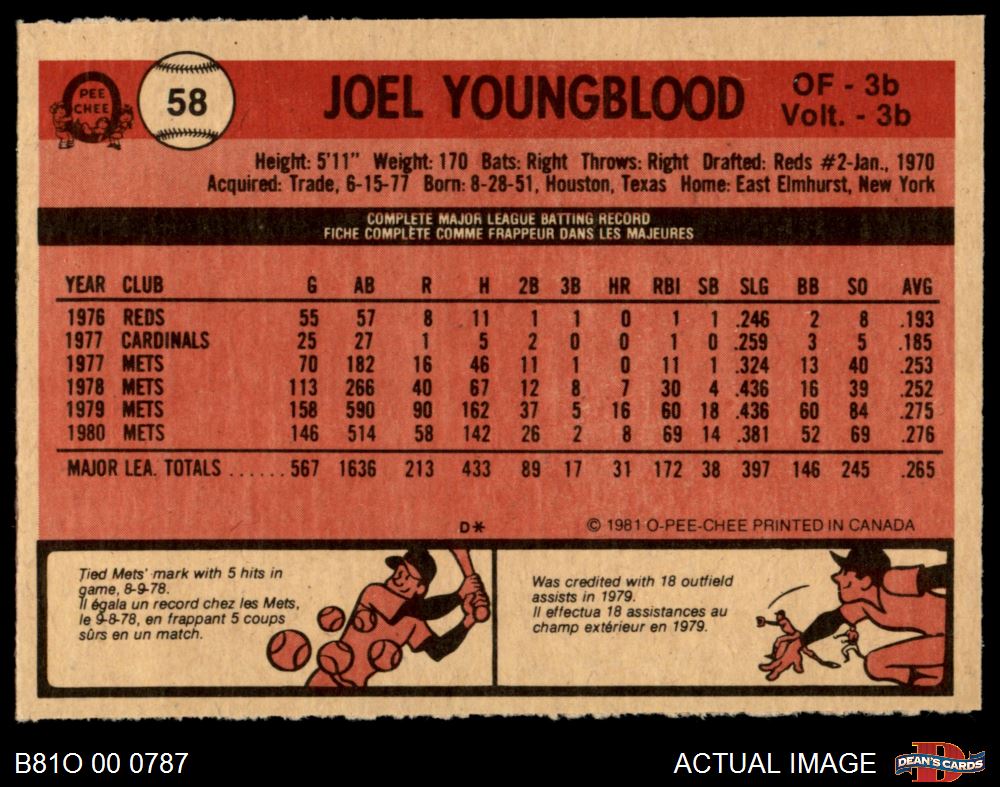 PEE
CHEE
58
JOEL YOUNGBLOOD
OF - 3b
Volt. - 3b
Height: 5'11" Weight: 170 Bats: Right Throws: Right Drafted: Reds #2-Jan., 1970
Acquired: Trade, 6-15-77 Born: 8-28-51, Houston, Texas Home: East Elmhurst, New York
COMPLETE MAJOR LEAGUE BATTING RECORD
FICHE COMPLÈTE COMME FRAPPEUR DANS LES MAJEURES
YEAR CLUB G AB R H 2B 3B HR RBI SB SLG BB SO AVG
1976 REDS 55 57 8 11 1 1 0 1 1 .246 2 8 .193
1977 CARDINALS 25 27 1 5 2 0 0 1 0 .259 3 5 .185
1977 METS 70 182 16 46 11 1 0 11 1 .324 13 40 .253
1978 METS 113 266 40 67 12 8 7 30 4 .436 16 39 .252
1979 METS 158 590 90 162 37 5 16 60 18 .436 60 84 .275
1980 METS 146 514 58 142 26 2 8 69 14 .381 52 69 .276
MAJOR LEA. TOTALS ...... 567 1636 213 433 89 17 31 172 38 .397 146 245 .265
D*
© 1981 O-PEE-CHEE PRINTED IN CANADA
Tied Mets' mark with 5 hits in
game, 8-9-78.
Il égala un record chez les Mets,
le 9-8-78, en frappant 5 coups
sûrs en un match.
Was credited with 18 outfield
assists in 1979.
Il effectua 18 assistances au
champ extérieur en 1979.
B81O 00 0787
ACTUAL IMAGE
D
DEAN'S CARDS